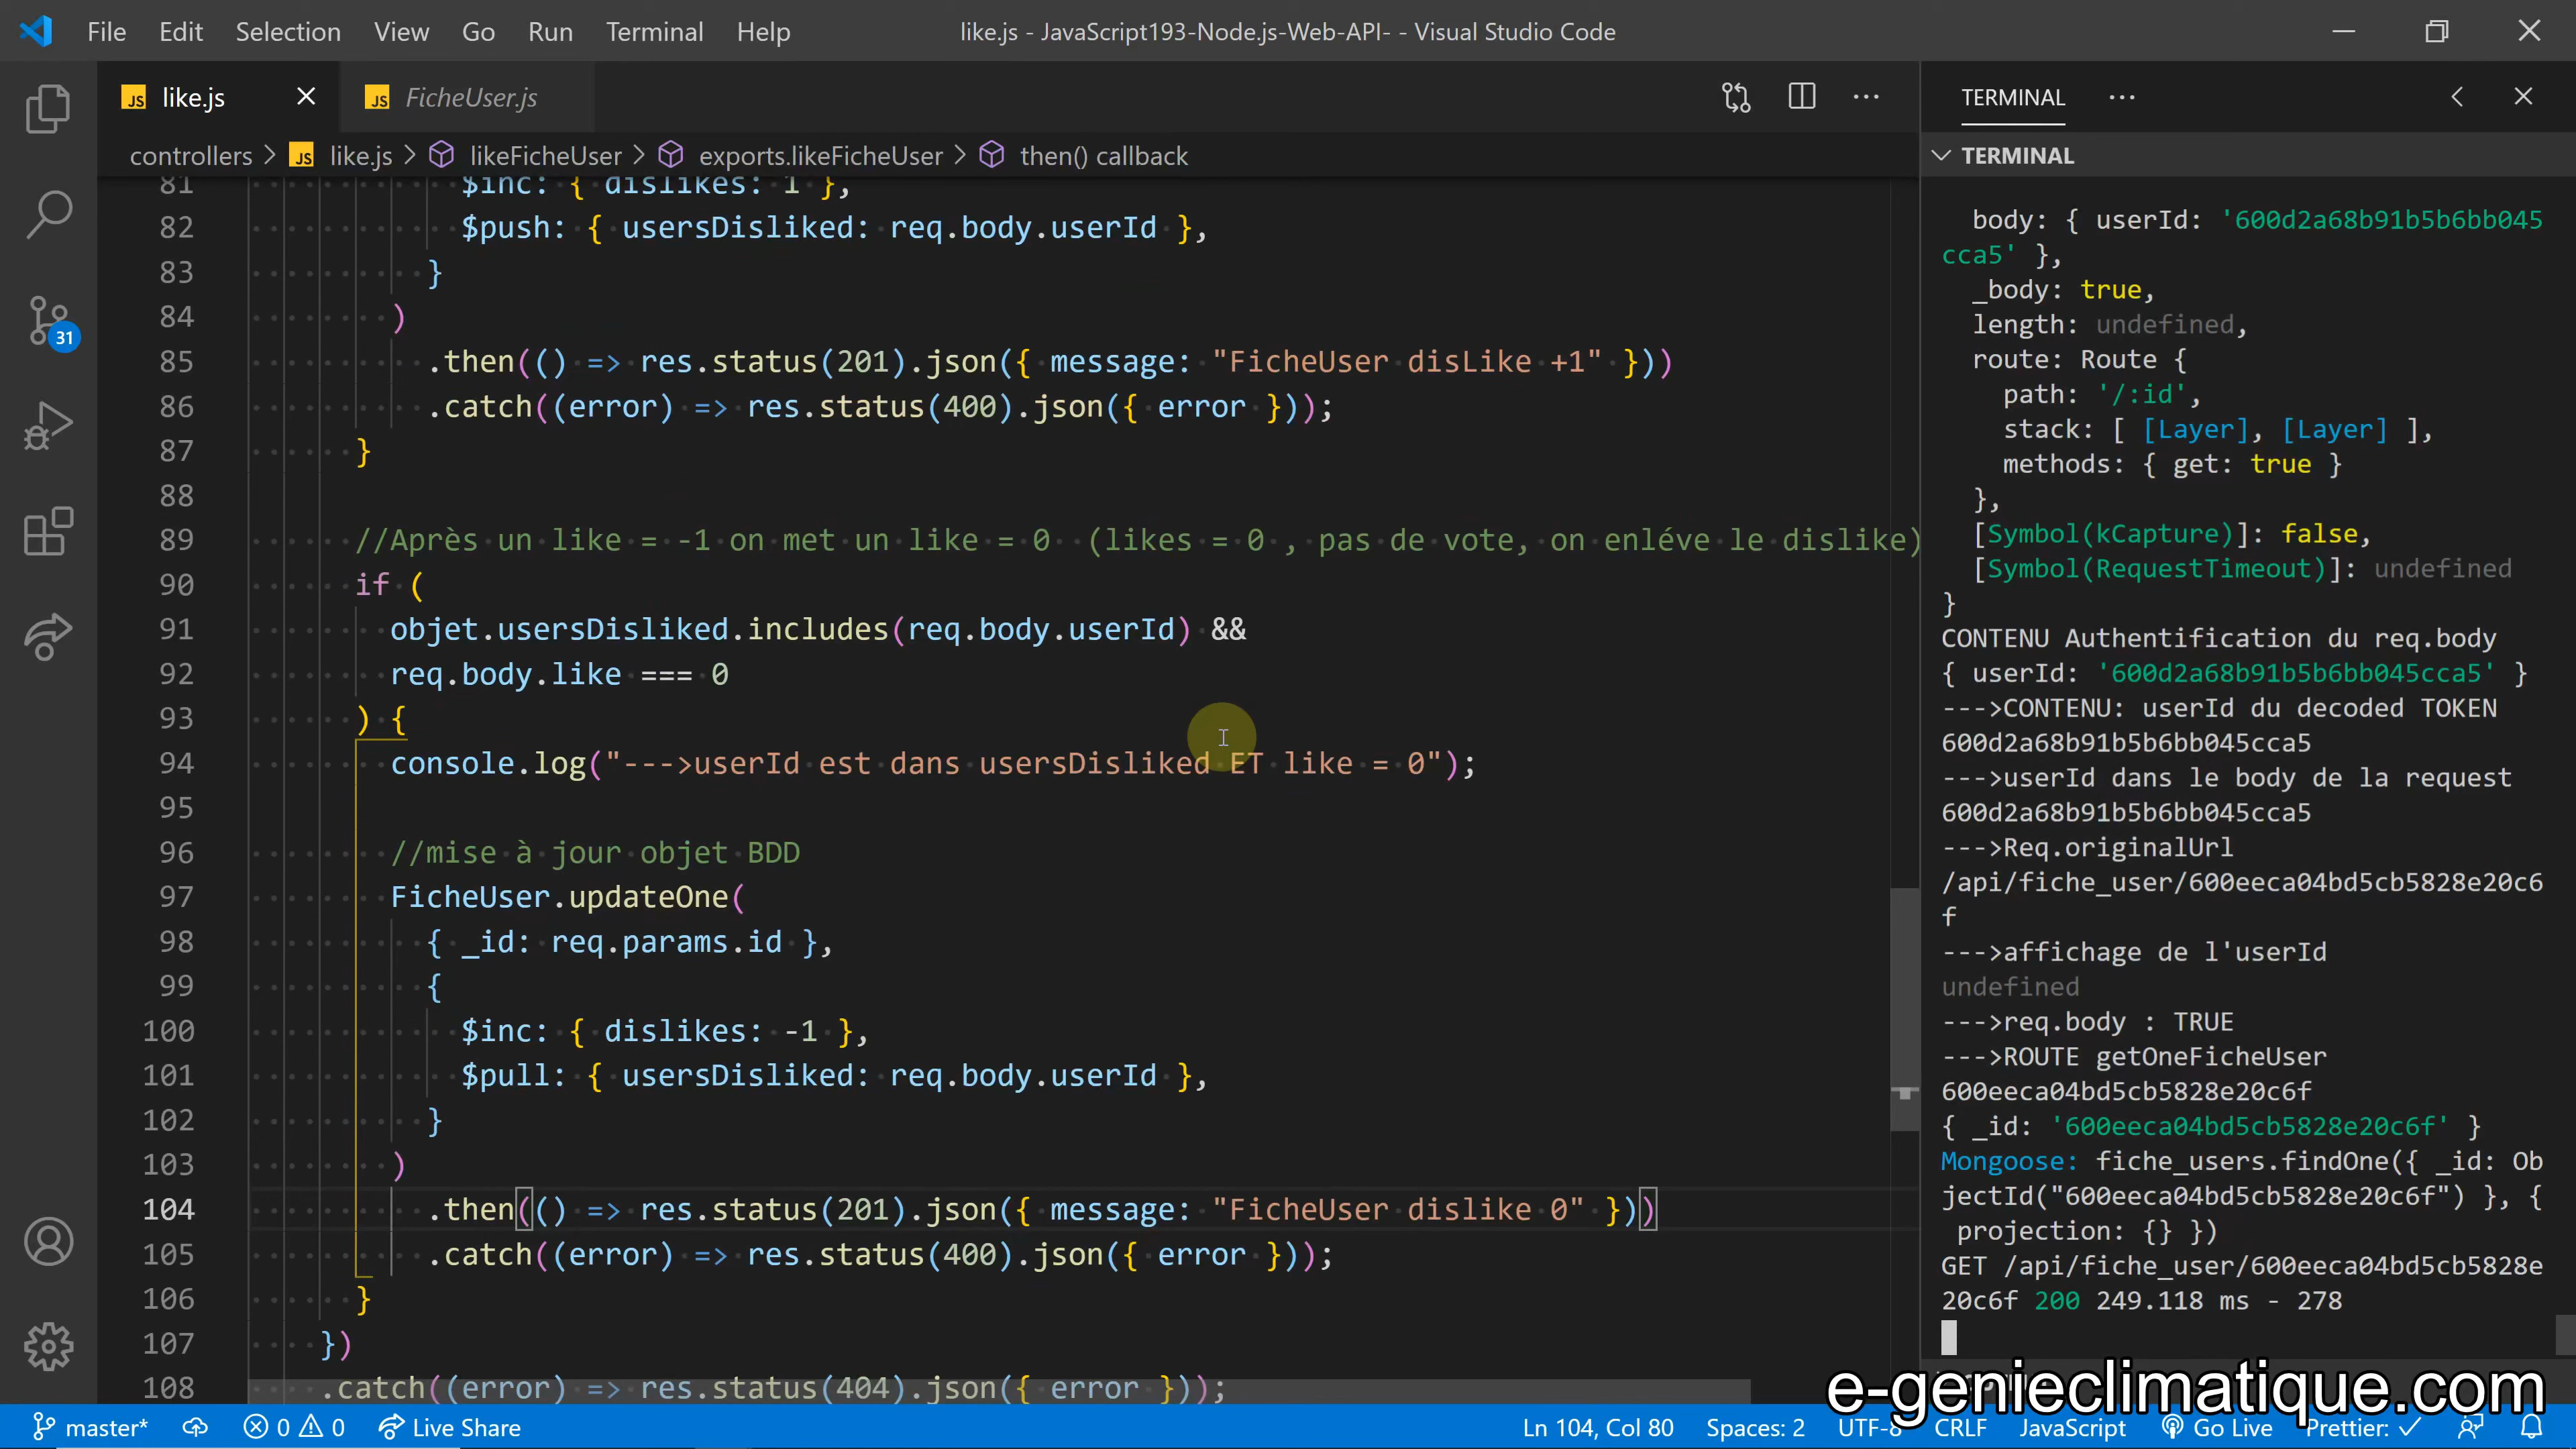 File Edit Selection View Go Run Terminal Help like.js - JavaScript193-Node.js-Web-API- - Visual Studio Code
JS like.js JS FicheUser.js
controllers > JS like.js > likeFicheUser > exports.likeFicheUser > then() callback
81 $inc: { dislikes: 1 },
82 $push: { usersDisliked: req.body.userId },
83 }
84 )
85 .then(() => res.status(201).json({ message: "FicheUser disLike +1" }))
86 .catch((error) => res.status(400).json({ error }));
87 }
88
89 //Après un like = -1 on met un like = 0 (likes = 0 , pas de vote, on enléve le dislike)
90 if (
91 objet.usersDisliked.includes(req.body.userId) &&
92 req.body.like === 0
93 ) {
94 console.log("--->userId est dans usersDisliked ET like = 0");
95
96 //mise à jour objet BDD
97 FicheUser.updateOne(
98 { _id: req.params.id },
99 {
100 $inc: { dislikes: -1 },
101 $pull: { usersDisliked: req.body.userId },
102 }
103 )
104 .then(() => res.status(201).json({ message: "FicheUser dislike 0" }))
105 .catch((error) => res.status(400).json({ error }));
106 }
107 })
108 .catch((error) => res.status(404).json({ error }));
31
TERMINAL
TERMINAL
body: { userId: '600d2a68b91b5b6bb045
cca5' },
_body: true,
length: undefined,
route: Route {
path: '/:id',
stack: [ [Layer], [Layer] ],
methods: { get: true }
},
[Symbol(kCapture)]: false,
[Symbol(RequestTimeout)]: undefined
}
CONTENU Authentification du req.body
{ userId: '600d2a68b91b5b6bb045cca5' }
--->CONTENU: userId du decoded TOKEN
600d2a68b91b5b6bb045cca5
--->userId dans le body de la request
600d2a68b91b5b6bb045cca5
--->Req.originalUrl
/api/fiche_user/600eeca04bd5cb5828e20c6
f
--->affichage de l'userId
undefined
--->req.body : TRUE
--->ROUTE getOneFicheUser
600eeca04bd5cb5828e20c6f
{ _id: '600eeca04bd5cb5828e20c6f' }
Mongoose: fiche_users.findOne({ _id: Ob
jectId("600eeca04bd5cb5828e20c6f") }, {
projection: {} })
GET /api/fiche_user/600eeca04bd5cb5828e
20c6f 200 249.118 ms - 278
e-genieclimatique.com
master* 0 0 Live Share Ln 104, Col 80 Spaces: 2 UTF-8 CRLF JavaScript Go Live Prettier: ✓